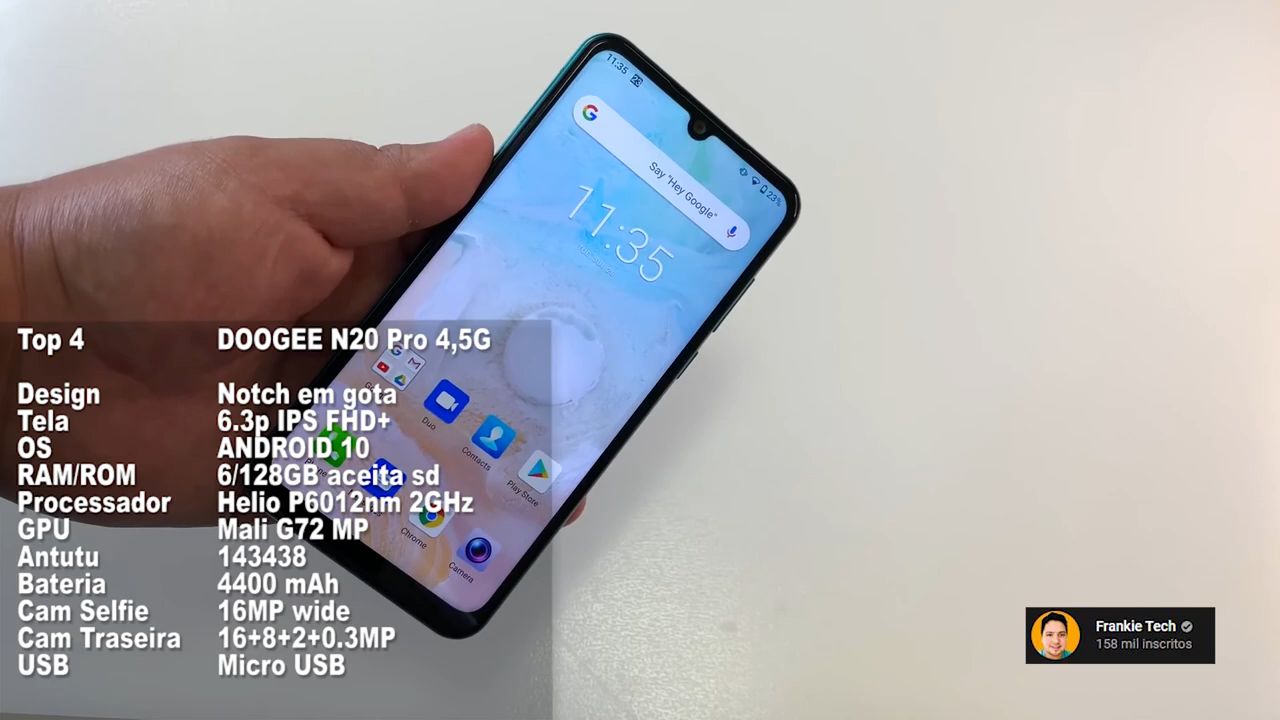 11:35
23%
Say "Hey Google"
11:35
Duo
Contacts
Play Store
Chrome
Camera
Top 4 DOOGEE N20 Pro 4,5G
Design Notch em gota
Tela 6.3p IPS FHD+
OS ANDROID 10
RAM/ROM 6/128GB aceita sd
Processador Helio P6012nm 2GHz
GPU Mali G72 MP
Antutu 143438
Bateria 4400 mAh
Cam Selfie 16MP wide
Cam Traseira 16+8+2+0.3MP
USB Micro USB
Frankie Tech
158 mil inscritos